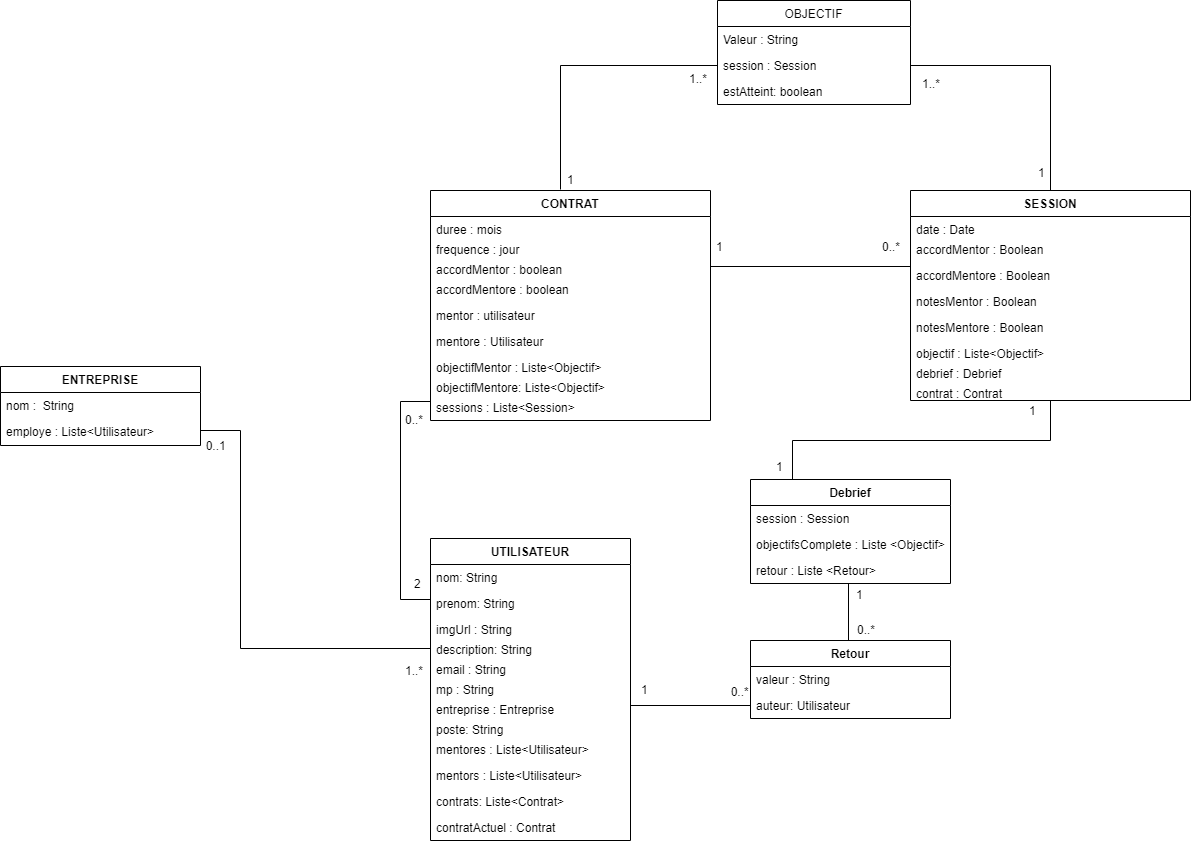 OBJECTIF
Valeur : String
session : Session
estAtteint: boolean
1..*
1..*
1
1
CONTRAT
duree : mois
frequence : jour
accordMentor : boolean
accordMentore : boolean
mentor : utilisateur
mentore : Utilisateur
objectifMentor : Liste<Objectif>
objectifMentore: Liste<Objectif>
sessions : Liste<Session>
1
0..*
SESSION
date : Date
accordMentor : Boolean
accordMentore : Boolean
notesMentor : Boolean
notesMentore : Boolean
objectif : Liste<Objectif>
debrief : Debrief
contrat : Contrat
ENTREPRISE
nom :  String
employe : Liste<Utilisateur>
0..1
0..*
1
1
Debrief
session : Session
objectifsComplete : Liste <Objectif>
retour : Liste <Retour>
2
1..*
UTILISATEUR
nom: String
prenom: String
imgUrl : String
description: String
email : String
mp : String
entreprise : Entreprise
poste: String
mentores : Liste<Utilisateur>
mentors : Liste<Utilisateur>
contrats: Liste<Contrat>
contratActuel : Contrat
1
0..*
1
0..*
Retour
valeur : String
auteur: Utilisateur